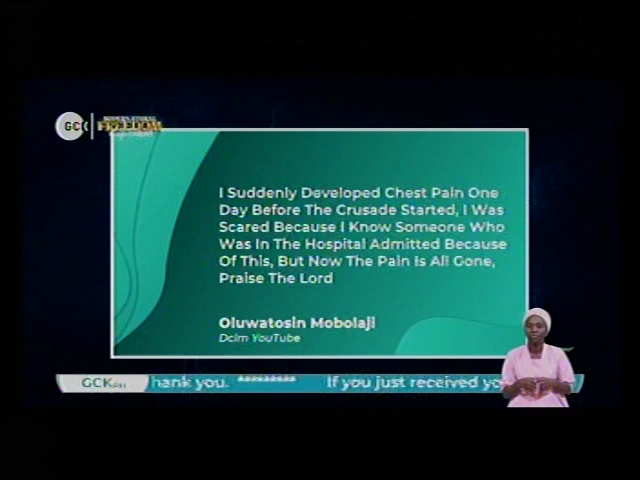 GCK
SUPERNATURAL
FREEDOM
I Suddenly Developed Chest Pain One
Day Before The Crusade Started, I Was
Scared Because I Know Someone Who
Was In The Hospital Admitted Because
Of This, But Now The Pain Is All Gone,
Praise The Lord
Oluwatosin Mobolaji
Dclm YouTube
GCK hank you. ********** If you just received